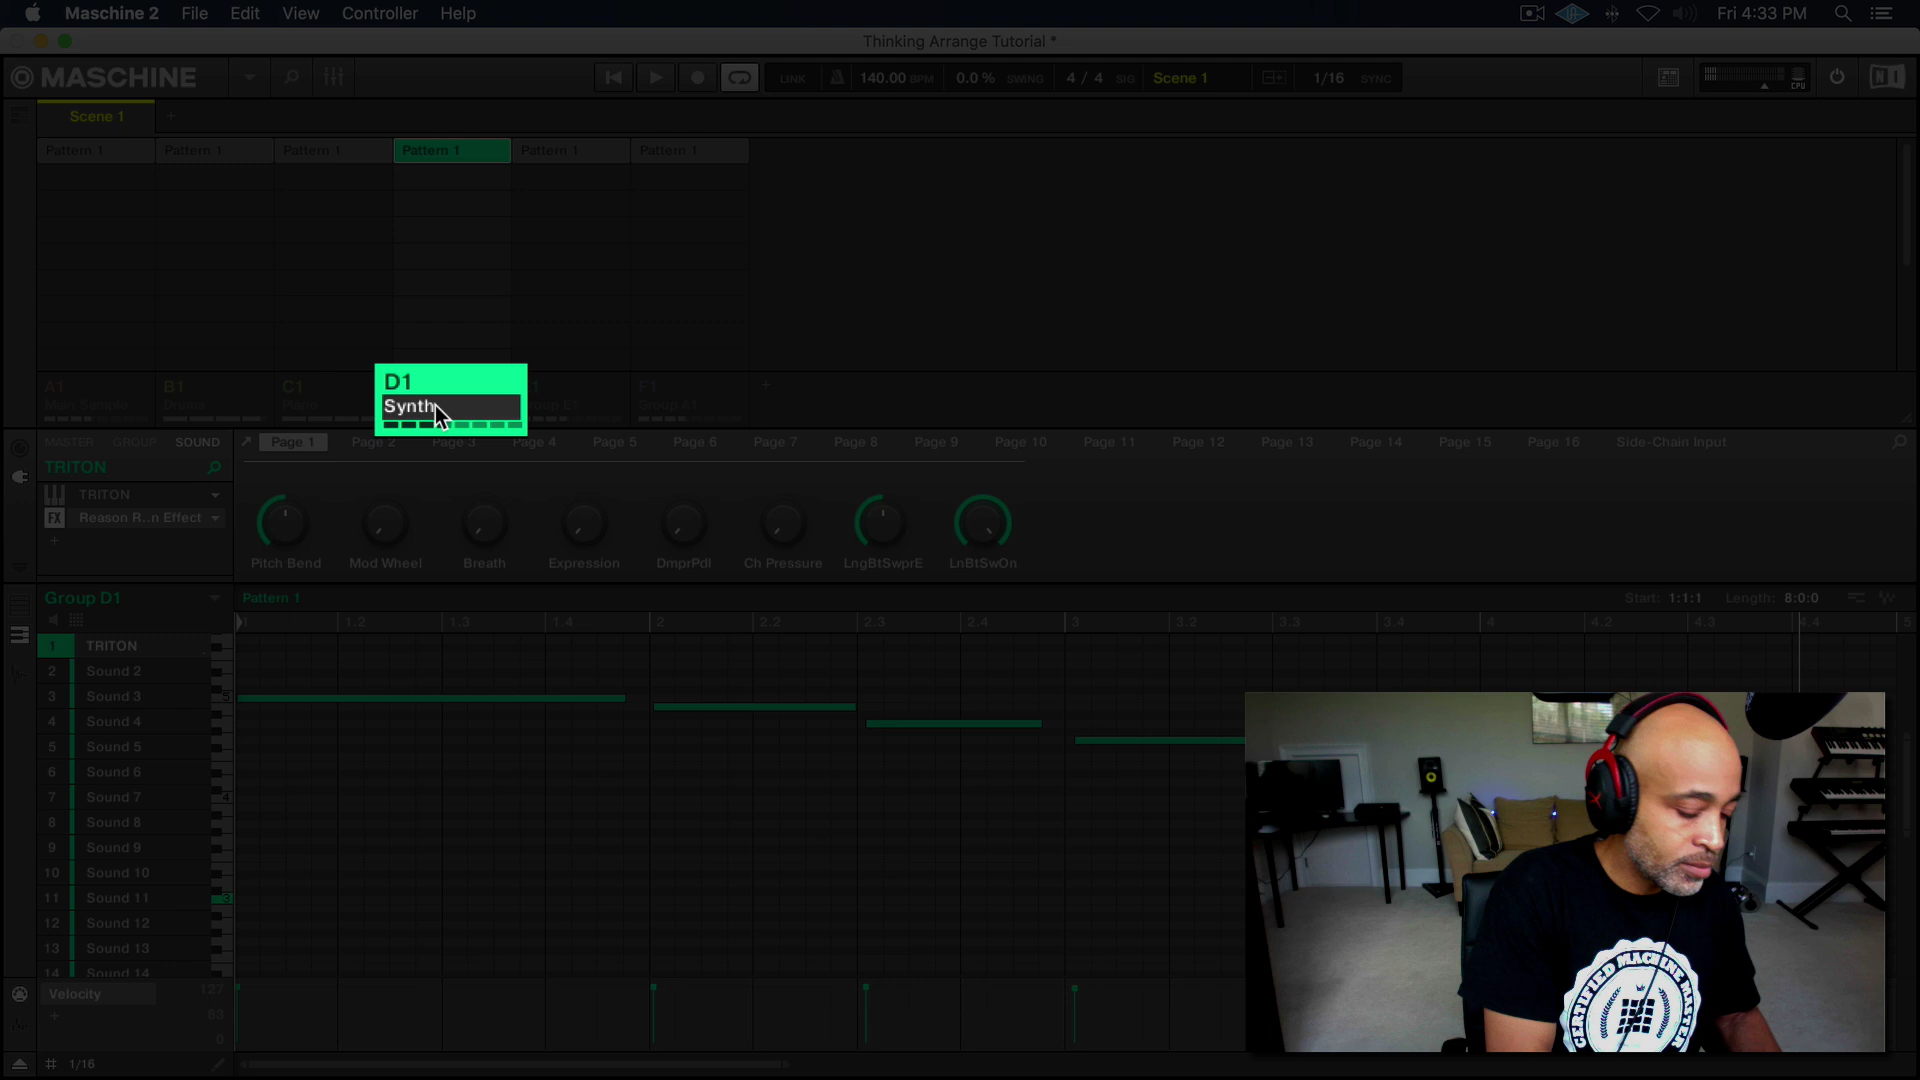 Maschine 2 File Edit View Controller Help Fri 4:33 PM
Thinking Arrange Tutorial *
MASCHINE LINK 140.00 BPM 0.0 % SWING 4 / 4 SIG Scene 1 1/16 SYNC CPU NI
Scene 1 +
Pattern 1 Pattern 1 Pattern 1 Pattern 1 Pattern 1 Pattern 1
A1 B1 C1 D1 F1 +
Main Sample Drums Piano Synth Group A1
MASTER GROUP SOUND Page 1 Page 2 Page 3 Page 4 Page 5 Page 6 Page 7 Page 8 Page 9 Page 10 Page 11 Page 12 Page 13 Page 14 Page 15 Page 16 Side-Chain Input
TRITON
TRITON
FX Reason R..n Effect
+
Pitch Bend Mod Wheel Breath Expression DmprPdl Ch Pressure LngBtSwprE LnBtSwOn
Group D1 Pattern 1 Start: 1:1:1 Length: 8:0:0
1 1.2 1.3 1.4 2 2.2 2.3 2.4 3 3.2 3.3 3.4 4 4.2 4.3 4.4 5
1 TRITON
2 Sound 2
3 Sound 3 5
4 Sound 4
5 Sound 5
6 Sound 6
7 Sound 7 4
8 Sound 8
9 Sound 9
10 Sound 10
11 Sound 11 3
12 Sound 12
13 Sound 13
14 Sound 14
Velocity 127
+ 63
0
# 1/16
CERTIFIED MACHINE MASTER